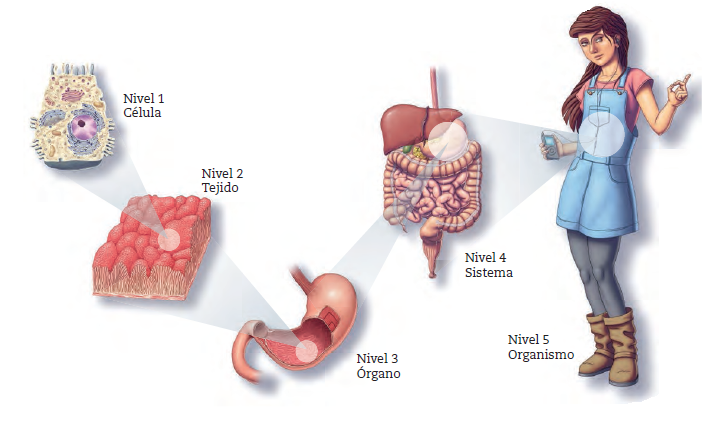 Nivel 1
Célula
Nivel 2
Tejido
Nivel 3
Órgano
Nivel 4
Sistema
Nivel 5
Organismo